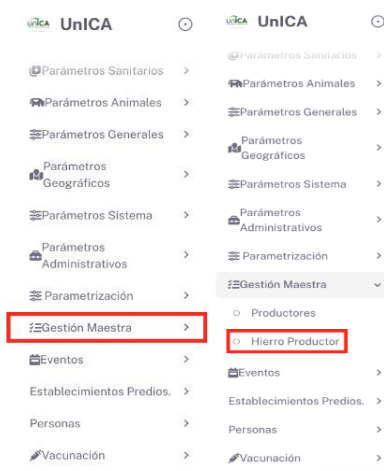 UnICA
Parámetros Sanitarios
Parámetros Animales
Parámetros Generales
Parámetros
Geográficos
Parámetros Sistema
Parámetros
Administrativos
Parametrización
Gestión Maestra
Eventos
Establecimientos Predios.
Personas
Vacunación
UnICA
Parámetros Sanitarios
Parámetros Animales
Parámetros Generales
Parámetros
Geográficos
Parámetros Sistema
Parámetros
Administrativos
Parametrización
Gestión Maestra
Productores
Hierro Productor
Eventos
Establecimientos Predios.
Personas
Vacunación